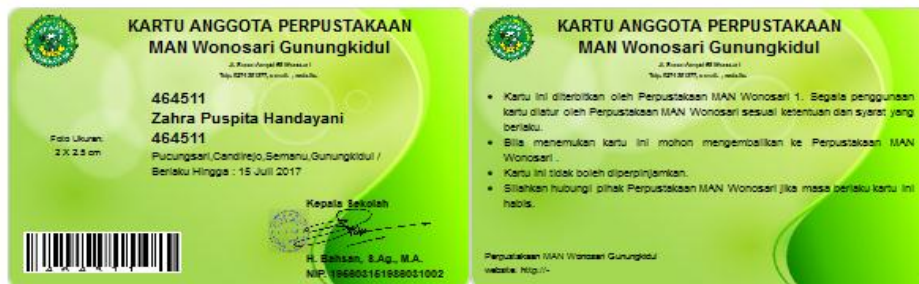 KARTU ANGGOTA PERPUSTAKAAN
MAN Wonosari Gunungkidul
464511
Zahra Puspita Handayani
464511
Foto Ukuran:
2 X 2.5 cm
Pucungsari,Candirejo,Semanu,Gunungkidul /
Berlaku Hingga : 15 Juli 2017
Kepala Sekolah
H. Bahsan, S.Ag., M.A.
NIP. 196803161988031002
464511
KARTU ANGGOTA PERPUSTAKAAN
MAN Wonosari Gunungkidul
Kartu ini diterbitkan oleh Perpustakaan MAN Wonosari 1. Segala penggunaan
kartu diatur oleh Perpustakaan MAN Wonosari sesuai ketentuan dan syarat yang
berlaku.
Bila menemukan kartu ini mohon mengembalikan ke Perpustakaan MAN
Wonosari .
Kartu ini tidak boleh diperpinjamkan.
Silahkan hubungi pihak Perpustakaan MAN Wonosari jika masa berlaku kartu ini
habis.
Perpustakaan MAN Wonosari Gunungkidul
website: http://-